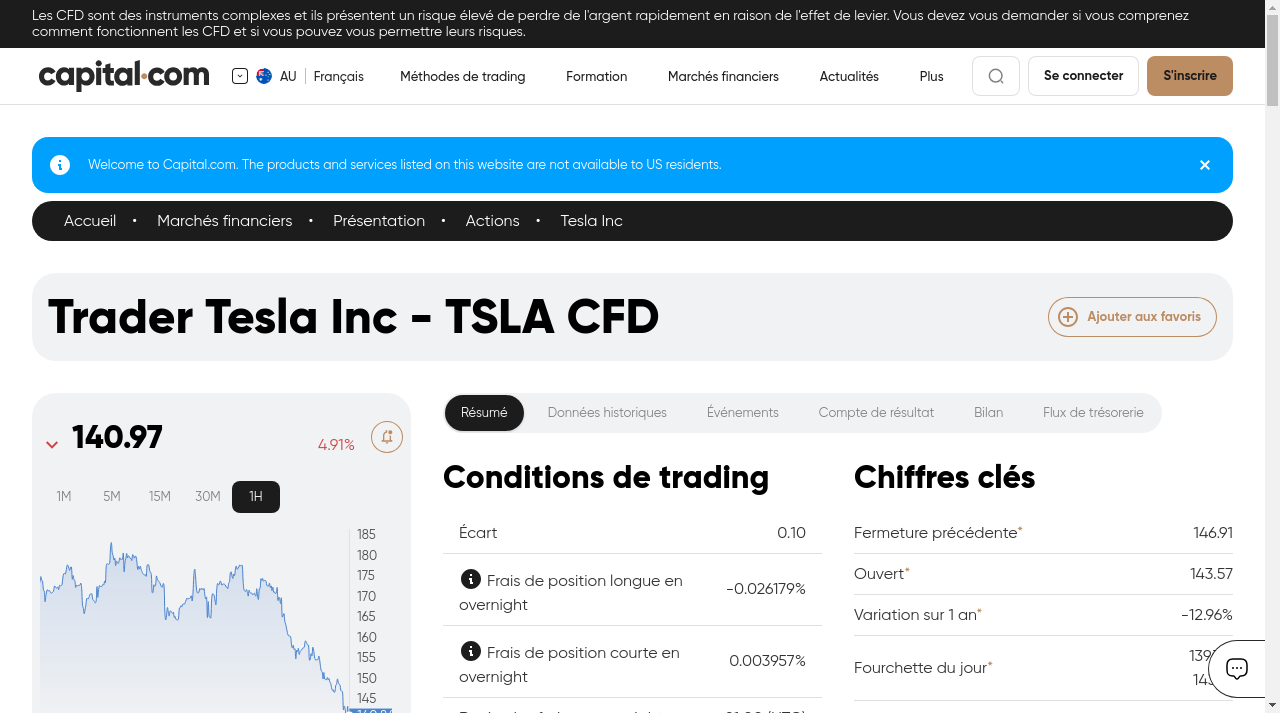 Les CFD sont des instruments complexes et ils présentent un risque élevé de perdre de l'argent rapidement en raison de l'effet de levier. Vous devez vous demander si vous comprenez
comment fonctionnent les CFD et si vous pouvez vous permettre leurs risques.
capital.com
AU | Français
Méthodes de trading
Formation
Marchés financiers
Actualités
Plus
Se connecter
S'inscrire
Welcome to Capital.com. The products and services listed on this website are not available to US residents.
Accueil • Marchés financiers • Présentation • Actions • Tesla Inc
Trader Tesla Inc - TSLA CFD
Ajouter aux favoris
140.97
4.91%
1M 5M 15M 30M 1H
185
180
175
170
165
160
155
150
145
Résumé
Données historiques
Événements
Compte de résultat
Bilan
Flux de trésorerie
Conditions de trading
Écart 0.10
Frais de position longue en
overnight
-0.026179%
Frais de position courte en
overnight
0.003957%
Chiffres clés
Fermeture précédente* 146.91
Ouvert* 143.57
Variation sur 1 an* -12.96%
Fourchette du jour*